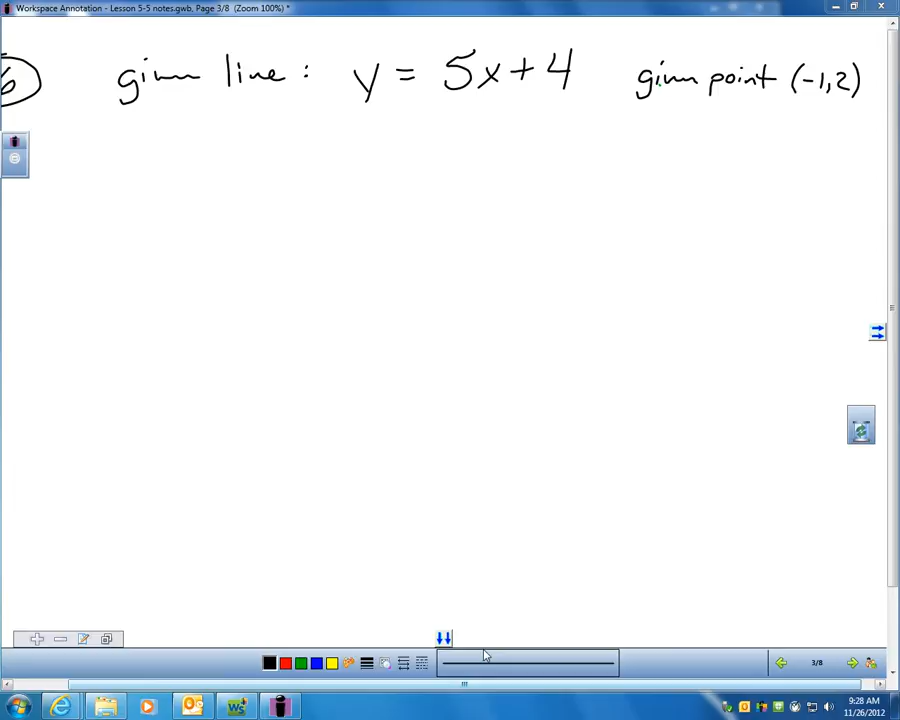 Workspace Annotation - Lesson 5-5 notes.gwb, Page 3/8 (Zoom 100%) *
6 given line : y = 5x + 4 given point (-1,2)
3/8
9:28 AM
11/26/2012